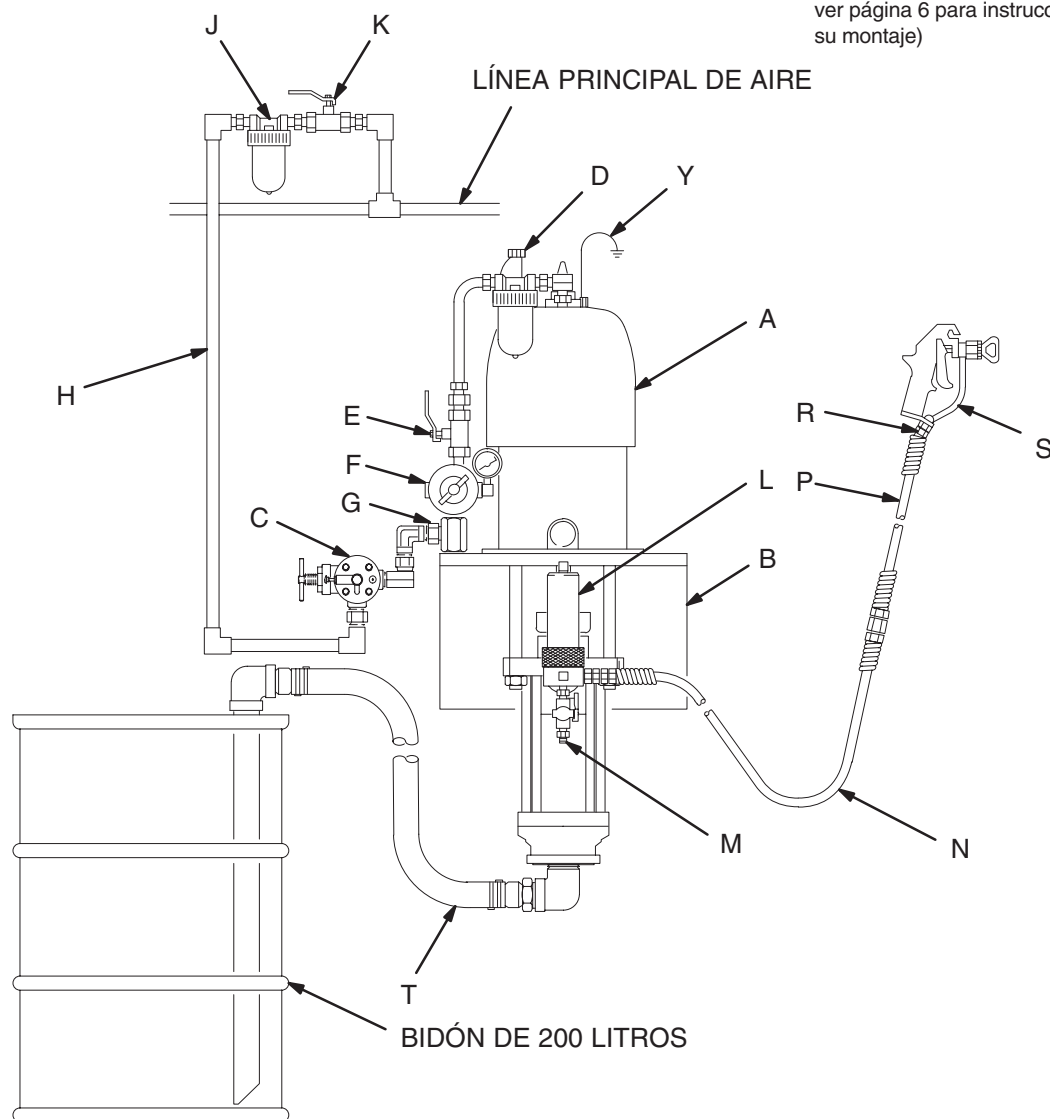 ver página 6 para instrucc
su montaje)
J
K
LÍNEA PRINCIPAL DE AIRE
D
Y
A
H
E
R
S
F
L
P
G
C
B
M
N
T
BIDÓN DE 200 LITROS